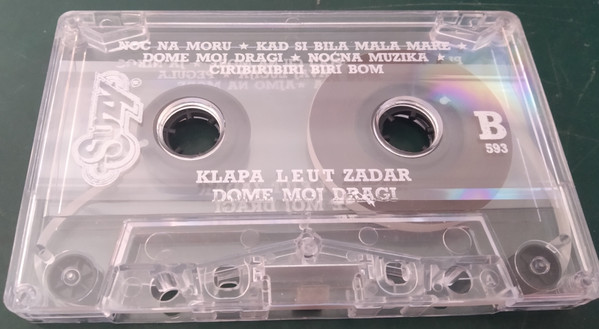 NOĆ NA MORU ★ KAD SI BILA MALA MARE ★
DOME MOJ DRAGI ★ NOĆNA MUZIKA ★
CIRIBIRIBIRI BIRI BOM
B
593
KLAPA LEUT ZADAR
DOME MOJ DRAGI